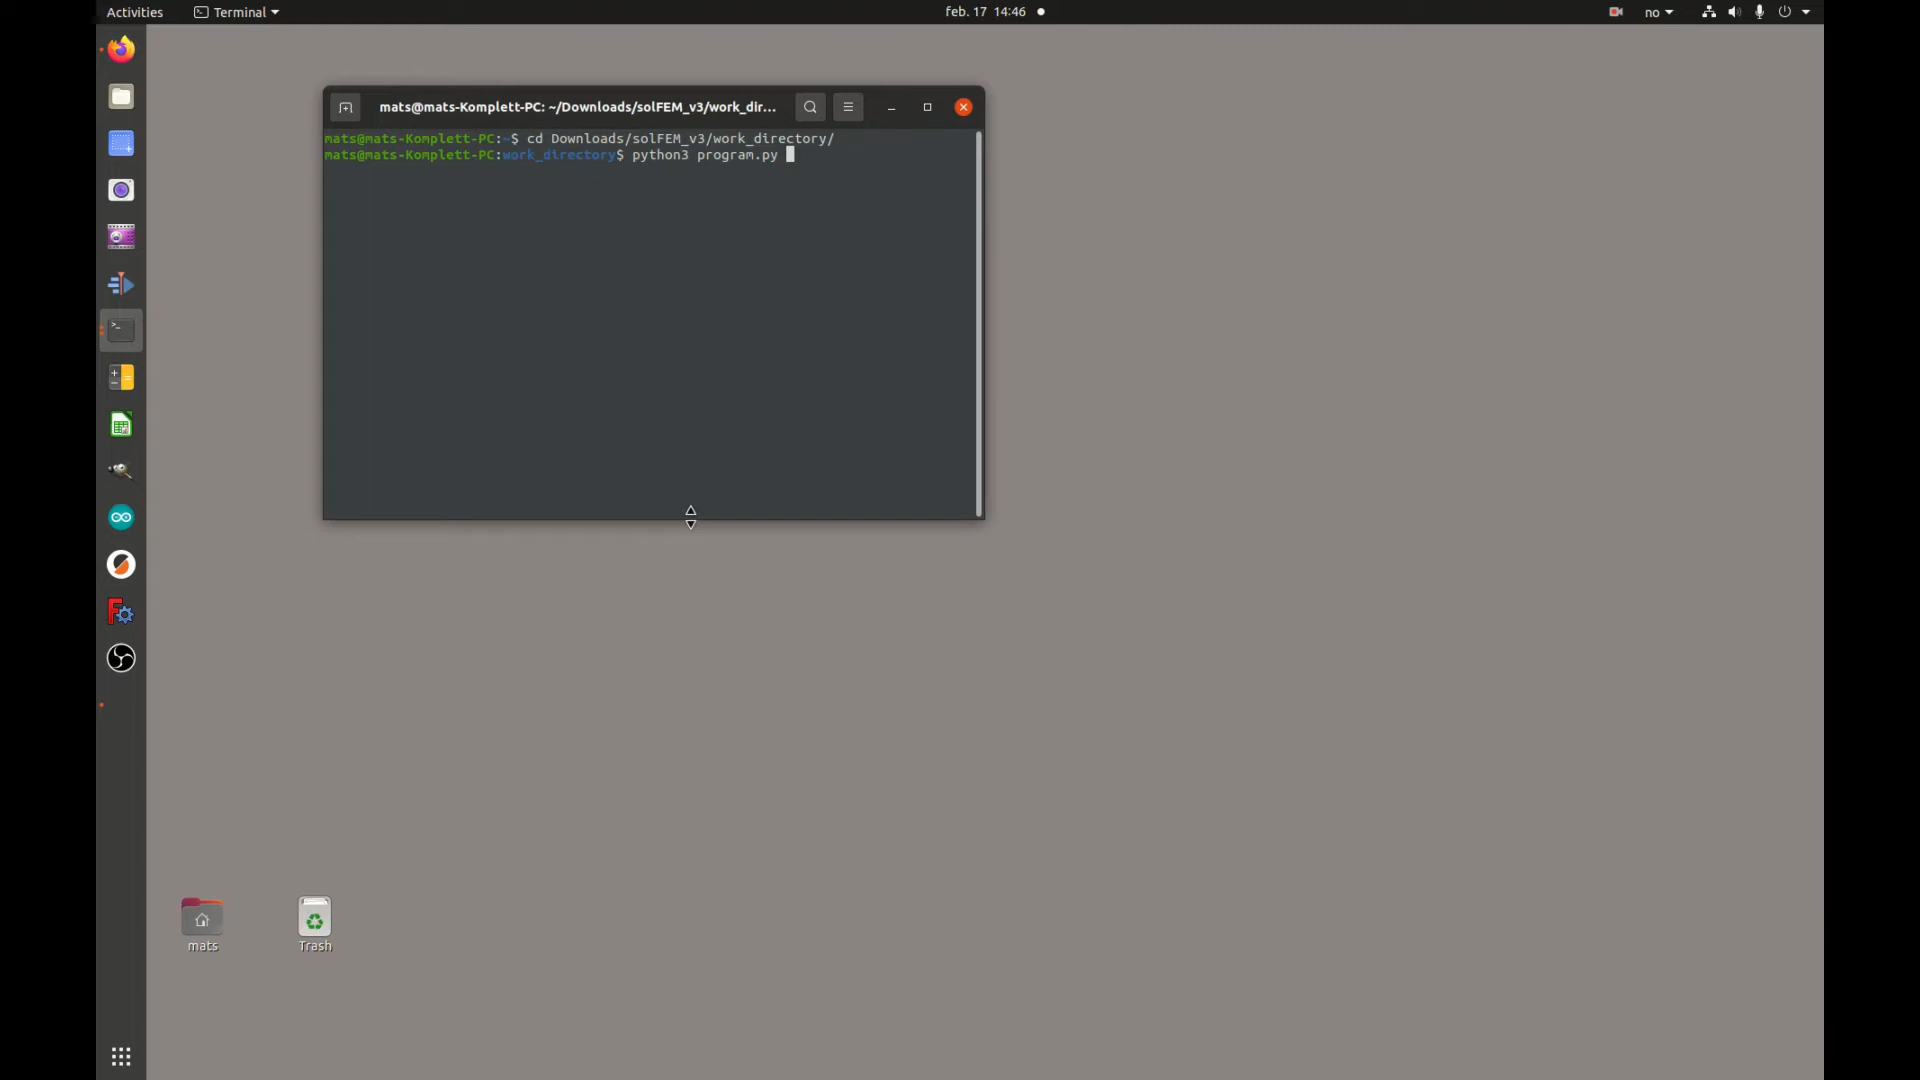 Activities Terminal feb. 17 14:46 no
mats@mats-Komplett-PC: ~/Downloads/solFEM_v3/work_dir...
mats@mats-Komplett-PC:~$ cd Downloads/solFEM_v3/work_directory/
mats@mats-Komplett-PC:work_directory$ python3 program.py
mats Trash